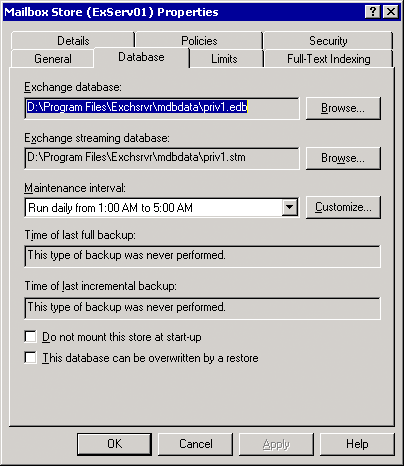 Mailbox Store (ExServ01) Properties
Details Policies Security
General Database Limits Full-Text Indexing
Exchange database:
D:\Program Files\Exchsrvr\mdbdata\priv1.edb Browse...
Exchange streaming database:
D:\Program Files\Exchsrvr\mdbdata\priv1.stm Browse...
Maintenance interval:
Run daily from 1:00 AM to 5:00 AM Customize...
Time of last full backup:
This type of backup was never performed.
Time of last incremental backup:
This type of backup was never performed.
Do not mount this store at start-up
This database can be overwritten by a restore
OK Cancel Apply Help